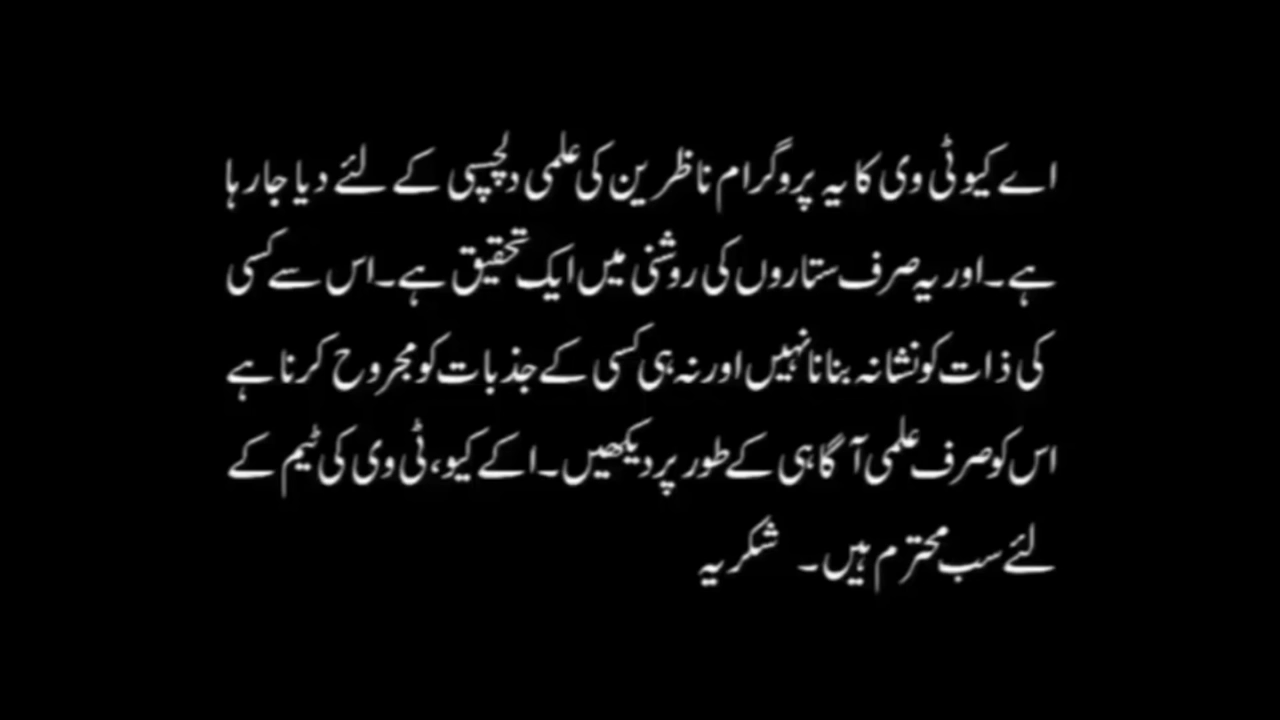 اے کیو ٹی وی کا یہ پروگرام ناظرین کی علمی دلچسپی کے لئے دیا جا رہا
ہے۔ اور یہ صرف ستاروں کی روشنی میں ایک تحقیق ہے۔ اس سے کسی
کی ذات کو نشانہ بنانا نہیں اور نہ ہی کسی کے جذبات کو مجروح کرنا ہے
اس کو صرف علمی آگاہی کے طور پر دیکھیں۔ اکے کیو، ٹی وی کی ٹیم کے
لئے سب محترم ہیں۔ شکریہ